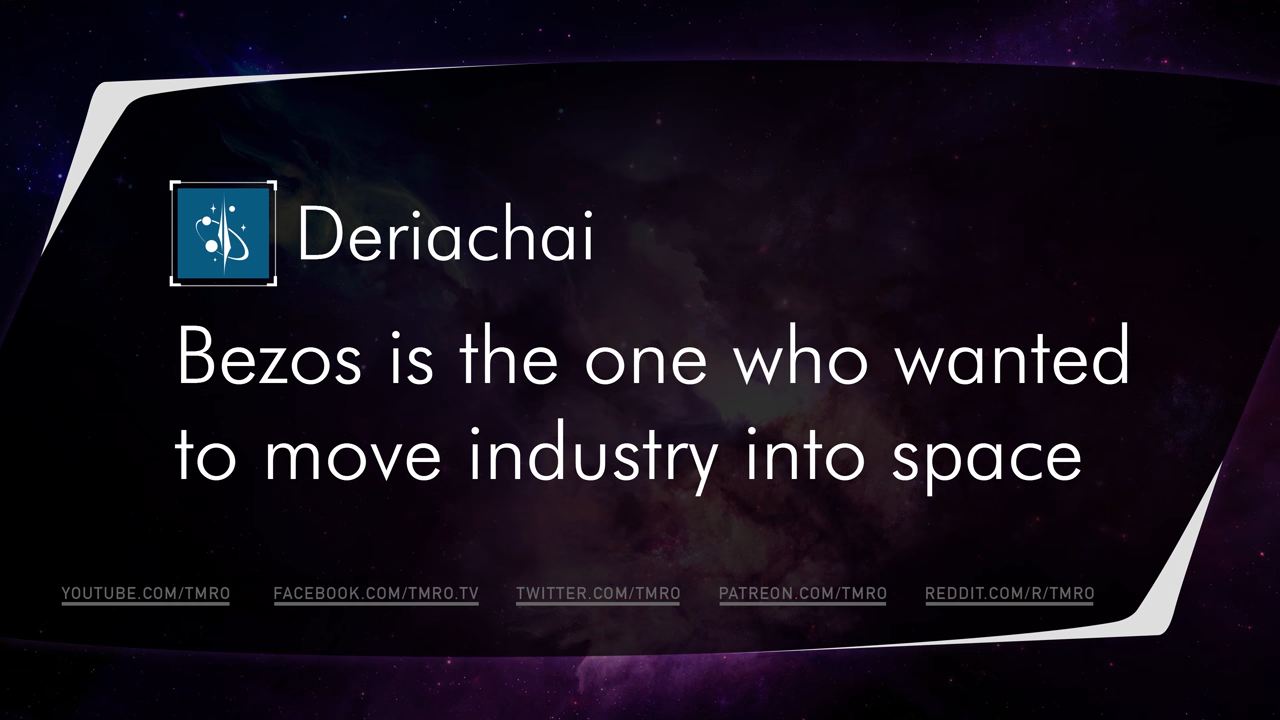 Deriachai
Bezos is the one who wanted
to move industry into space
YOUTUBE.COM/TMRO FACEBOOK.COM/TMRO.TV TWITTER.COM/TMRO PATREON.COM/TMRO REDDIT.COM/R/TMRO